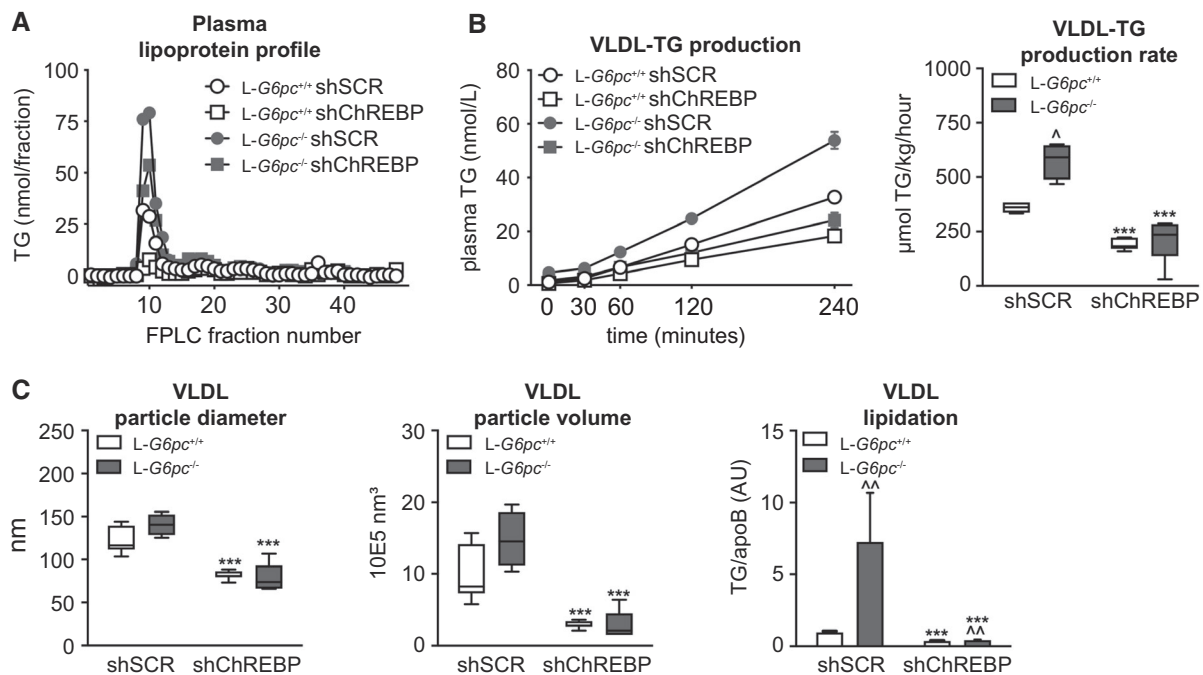 A
Plasma
lipoprotein profile
TG (nmol/fraction)
100
75
50
25
0
10 20 30 40
FPLC fraction number
L-G6pc+/+ shSCR
L-G6pc+/+ shChREBP
L-G6pc-/- shSCR
L-G6pc-/- shChREBP
B
VLDL-TG production
plasma TG (nmol/L)
80
60
40
20
0
0 30 60 120 240
time (minutes)
L-G6pc+/+ shSCR
L-G6pc+/+ shChREBP
L-G6pc-/- shSCR
L-G6pc-/- shChREBP
VLDL-TG
production rate
µmol TG/kg/hour
1000
750
500
250
0
L-G6pc+/+
L-G6pc-/-
^
***
***
shSCR shChREBP
C
VLDL
particle diameter
nm
250
200
150
100
50
0
L-G6pc+/+
L-G6pc-/-
***
***
shSCR shChREBP
VLDL
particle volume
10E5 nm³
30
20
10
0
L-G6pc+/+
L-G6pc-/-
***
***
shSCR shChREBP
VLDL
lipidation
TG/apoB (AU)
15
10
5
0
L-G6pc+/+
L-G6pc-/-
^^
***
***
^^
shSCR shChREBP